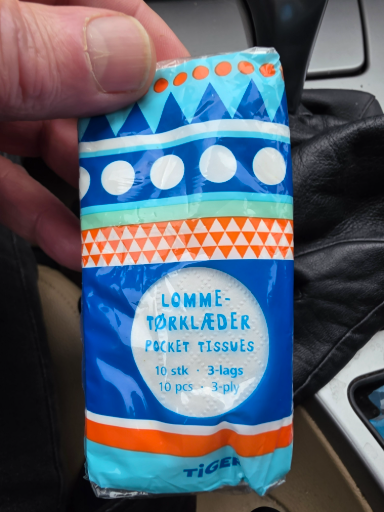 LOMME-
TØRKLÆDER
POCKET TISSUES
10 stk · 3-lags
10 pcs · 3-ply
TiGER